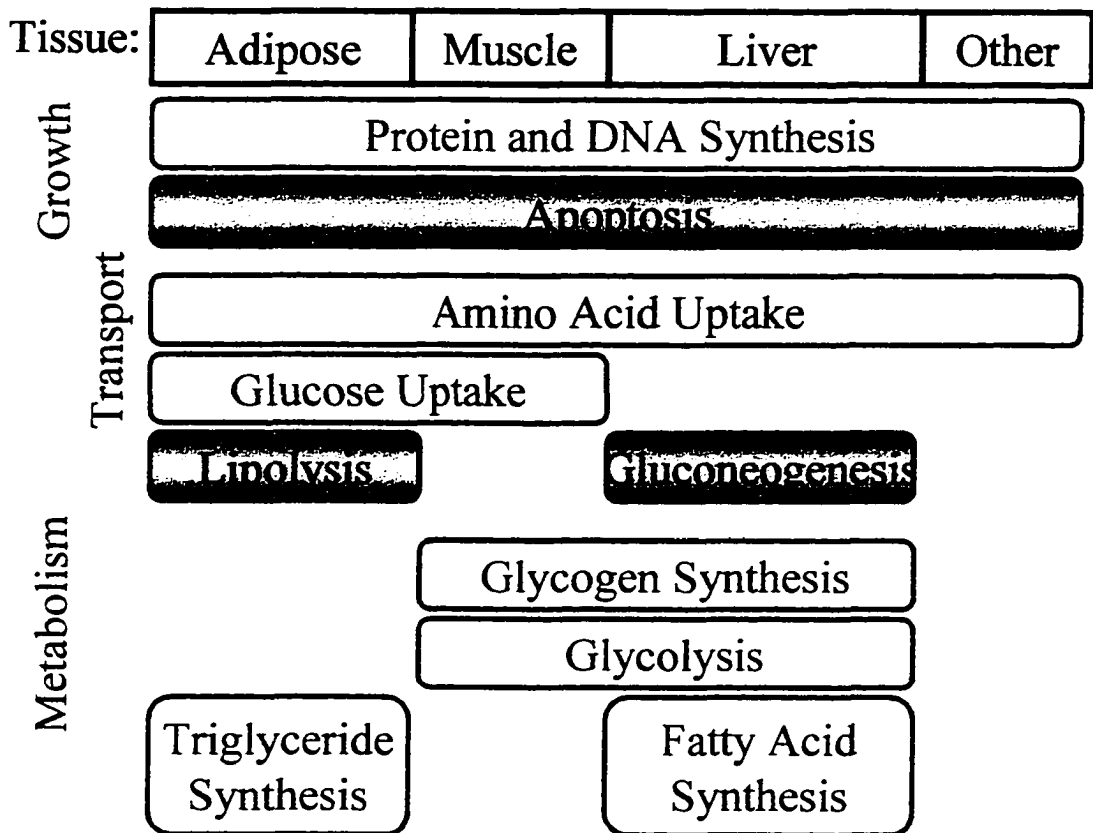 Tissue: Adipose Muscle Liver Other
Growth
Protein and DNA Synthesis
Apoptosis
Transport
Amino Acid Uptake
Glucose Uptake
Lipolysis Gluconeogenesis
Metabolism
Glycogen Synthesis
Glycolysis
Triglyceride
Synthesis
Fatty Acid
Synthesis